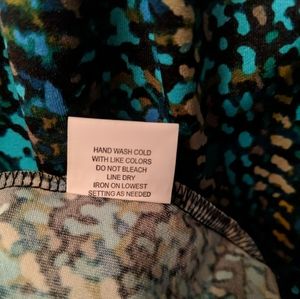 HAND WASH COLD
WITH LIKE COLORS
DO NOT BLEACH
LINE DRY
IRON ON LOWEST
SETTING AS NEEDED